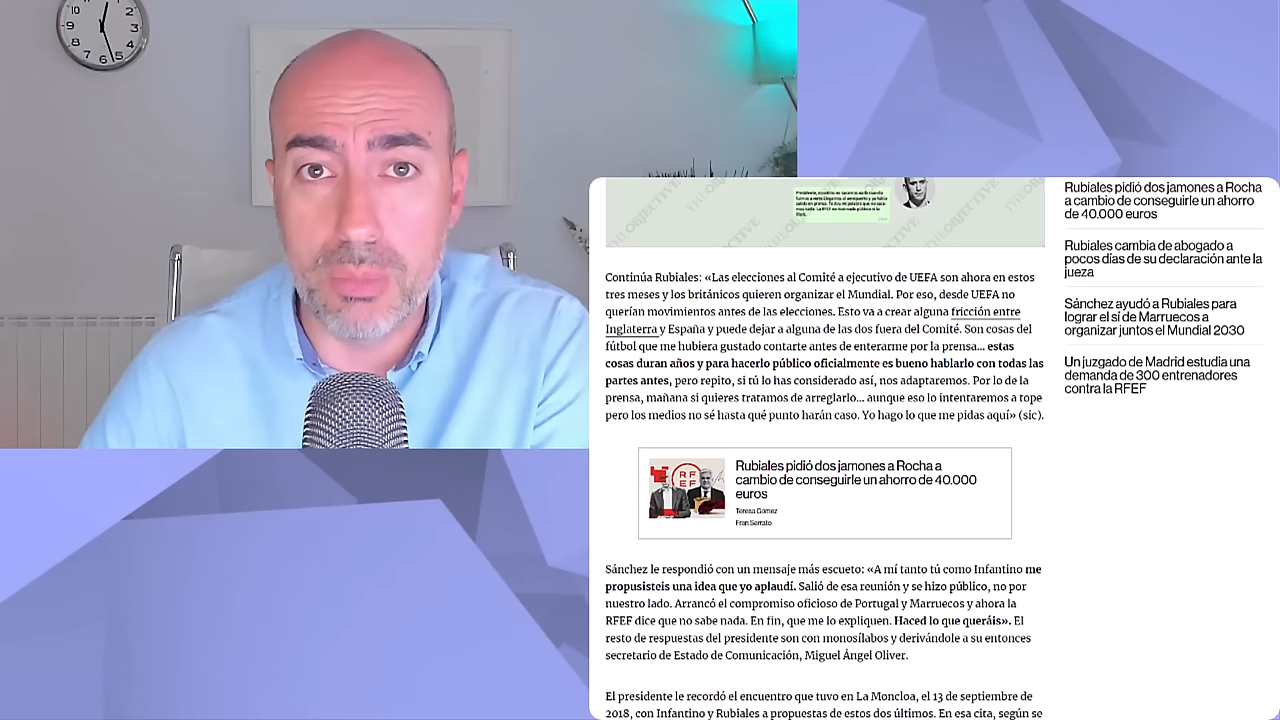 10
2
9
3
8
4
7
6
5
THE OBJECTIVE
Continúa Rubiales: «Las elecciones al Comité a ejecutivo de UEFA son ahora en estos
tres meses y los británicos quieren organizar el Mundial. Por eso, desde UEFA no
querían movimientos antes de las elecciones. Esto va a crear alguna fricción entre
Inglaterra y España y puede dejar a alguna de las dos fuera del Comité. Son cosas del
fútbol que me hubiera gustado contarte antes de enterarme por la prensa... estas
cosas duran años y para hacerlo público oficialmente es bueno hablarlo con todas las
partes antes, pero repito, si tú lo has considerado así, nos adaptaremos. Por lo de la
prensa, mañana si quieres tratamos de arreglarlo... aunque eso lo intentaremos a tope
pero los medios no sé hasta qué punto harán caso. Yo hago lo que me pidas aquí» (sic).
RF
EF
Rubiales pidió dos jamones a Rocha a
cambio de conseguirle un ahorro de 40.000
euros
Teresa Gómez
Fran Serrato
Sánchez le respondió con un mensaje más escueto: «A mí tanto tú como Infantino me
propusisteis una idea que yo aplaudí. Salió de esa reunión y se hizo público, no por
nuestro lado. Arrancó el compromiso oficioso de Portugal y Marruecos y ahora la
RFEF dice que no sabe nada. En fin, que me lo expliquen. Haced lo que queráis». El
resto de respuestas del presidente son con monosílabos y derivándole a su entonces
secretario de Estado de Comunicación, Miguel Ángel Oliver.
El presidente le recordó el encuentro que tuvo en La Moncloa, el 13 de septiembre de
2018, con Infantino y Rubiales a propuestas de estos dos últimos. En esa cita, según se
Rubiales pidió dos jamones a Rocha
a cambio de conseguirle un ahorro
de 40.000 euros
Rubiales cambia de abogado a
pocos días de su declaración ante la
jueza
Sánchez ayudó a Rubiales para
lograr el sí de Marruecos a
organizar juntos el Mundial 2030
Un juzgado de Madrid estudia una
demanda de 300 entrenadores
contra la RFEF